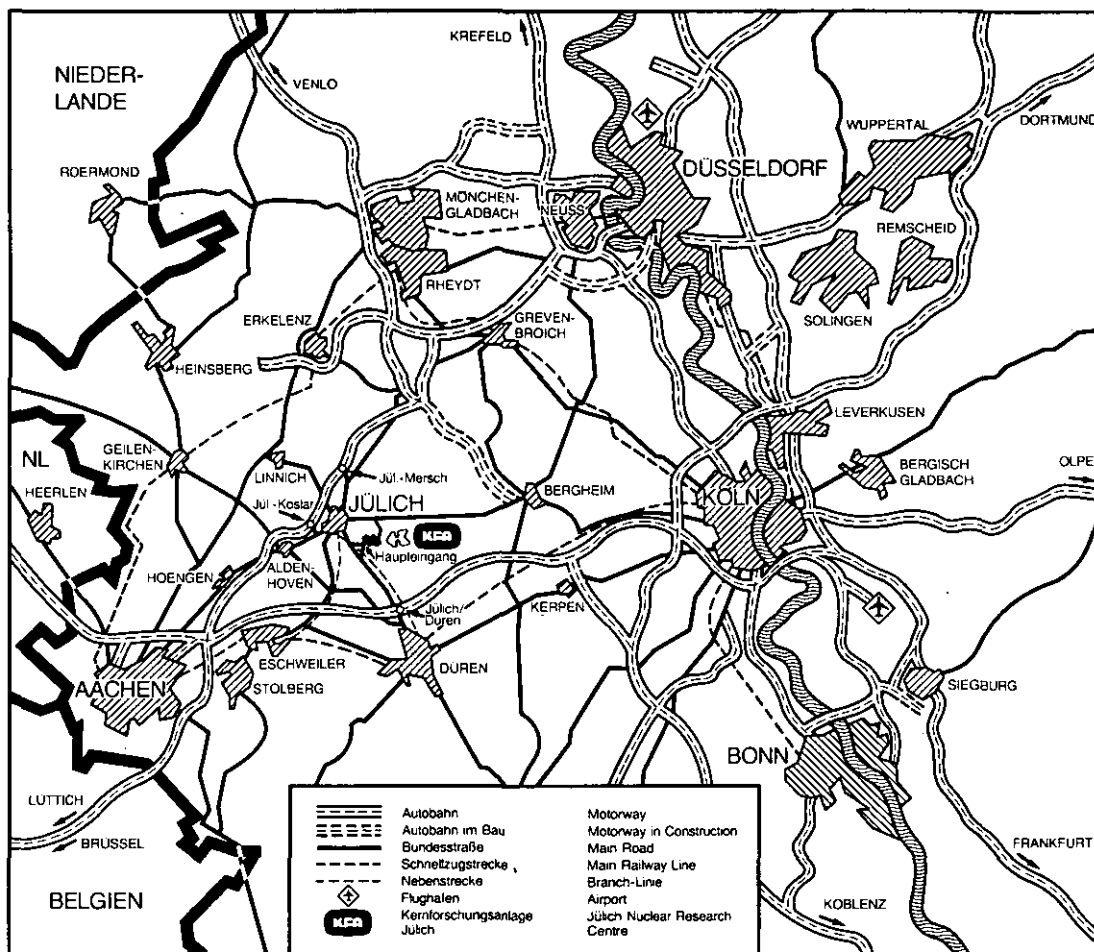 KREFELD
NIEDER-
LANDE
VENLO
DORTMUND
WUPPERTAL
DÜSSELDORF
ROERMOND
MÖNCHEN-
GLADBACH
NEUSS
REMSCHEID
RHEYDT
SOLINGEN
ERKELENZ
GREVEN-
BROICH
HEINSBERG
LEVERKUSEN
GEILEN-
KIRCHEN
NL
HEERLEN
LINNICH
Jül.-Mersch
BERGISCH
GLADBACH
OLPE
Jül-Koslar
JÜLICH
BERGHEIM
KÖLN
KFA
Haupteingang
HOENGEN
ALDEN-
HOVEN
Jülich/
Düren
KERPEN
ESCHWEILER
DÜREN
AACHEN
STOLBERG
SIEGBURG
BONN
LÜTTICH
BRÜSSEL
FRANKFURT
BELGIEN
KOBLENZ
Autobahn Motorway
Autobahn im Bau Motorway in Construction
Bundesstraße Main Road
Schnellzugstrecke Main Railway Line
Nebenstrecke Branch-Line
Flughafen Airport
KFA Kernforschungsanlage Jülich Nuclear Research
Jülich Centre